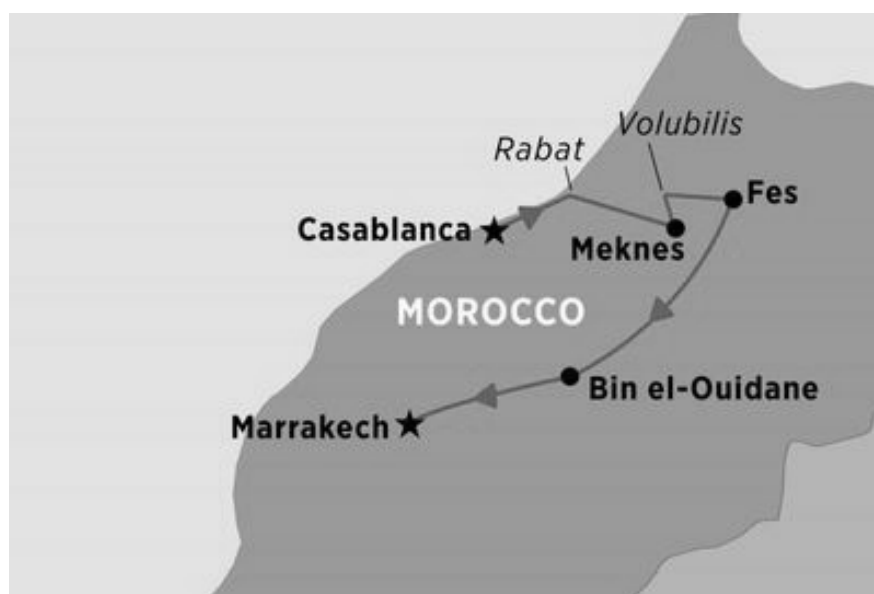 Volubilis
Rabat
Fes
Casablanca
Meknes
MOROCCO
Bin el-Ouidane
Marrakech